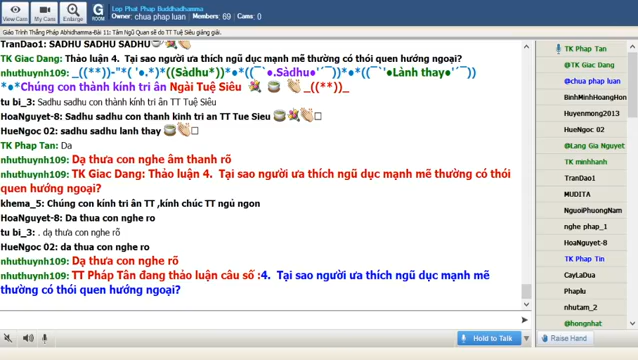 Lop Phat Phap Buddhadhamma
Owner: chua phap luan Members: 69 Cams: 0
View Cam
My Cam
Enlarge
G ROOM
Giáo Trình Thắng Pháp Abhidhamma-Bài 11: Tâm Ngũ Quan sẽ do TT Tuệ Siêu giảng giải.
TranDao1: SADHU SADHU SADHU
TK Giac Dang: Thảo luận 4. Tại sao người ưa thích ngũ dục mạnh mẽ thường có thói quen hướng ngoại?
nhuthuynh109: _((**))-"*( '•.*)*((Sàdhu*))*•*((¯`•.Sàdhu•'´¯))*•*((¯`'•Lành thay•'´¯))
*•*Chúng con thành kính tri ân Ngài Tuệ Siêu _((**))_
tu bi_3: Sadhu sadhu con thành kính tri ân TT Tuệ Siêu
HoaNguyet-8: Sadhu sadhu con thanh kinh tri ơn TT Tue Sieu
HueNgoc 02: sadhu sadhu lanh thay
TK Phap Tan: Da
nhuthuynh109: Dạ thưa con nghe âm thanh rõ
nhuthuynh109: TK Giac Dang: Thảo luận 4. Tại sao người ưa thích ngũ dục mạnh mẽ thường có thói
quen hướng ngoại?
khema_5: Chúng con kính tri ân TT ,kính chúc TT ngủ ngon
HoaNguyet-8: Da thua con nghe ro
tu bi_3: . dạ thưa con nghe rõ
HueNgoc 02: da thua con nghe ro
nhuthuynh109: Dạ thưa con nghe rõ
nhuthuynh109: TT Pháp Tân đang thảo luận câu số :4. Tại sao người ưa thích ngũ dục mạnh mẽ
thường có thói quen hướng ngoại?
TK Phap Tan
@TK Giac Dang
@chua phap luan
BinhMinhHoangHon
Huyenmong2013
HueNgoc 02
@Lang Gia Nguyet
TK minhhanh
TranDao1
MUDITA
NguoiPhuongNam
nghe phap_1
HoaNguyet-8
TK Phap Tin
CayLaDua
Phaplu
nhutam_2
@hongnhat
Hold to Talk
Raise Hand